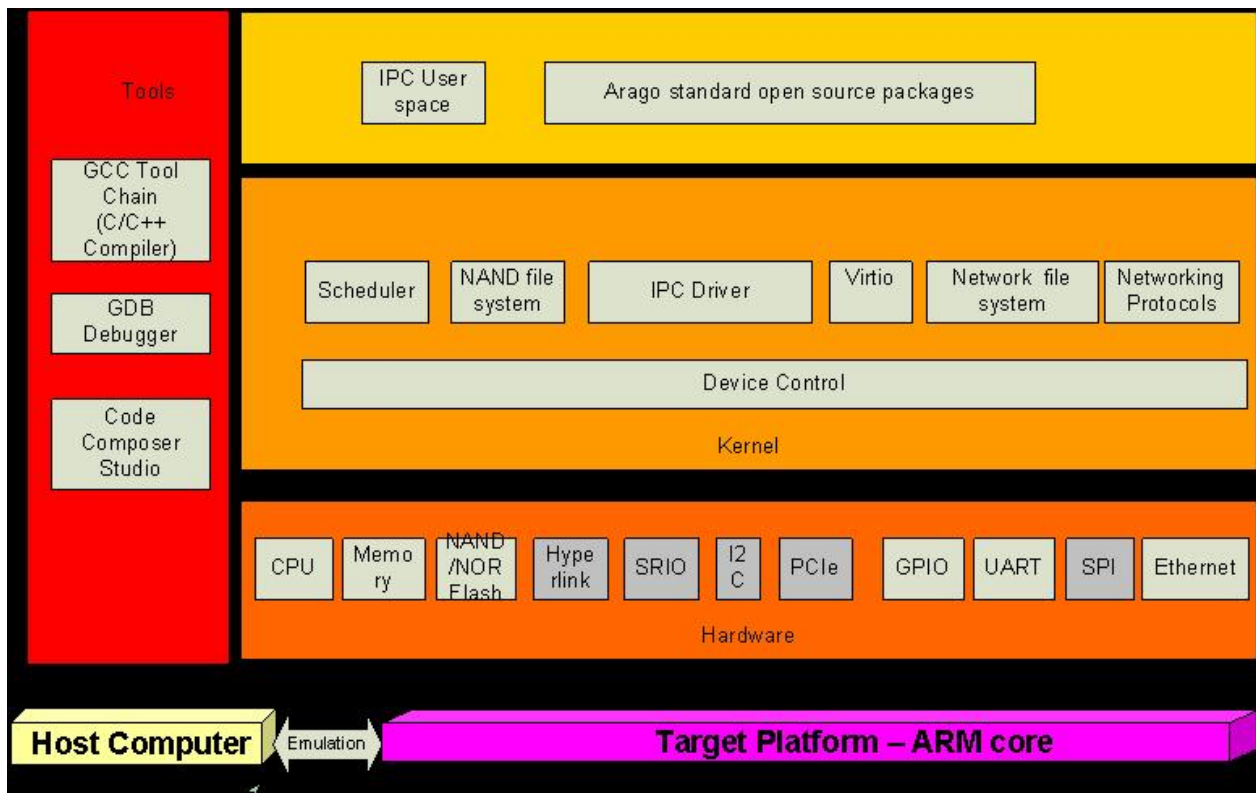 Tools
GCC Tool
Chain
(C/C++
Compiler)
GDB
Debugger
Code
Composer
Studio
IPC User
space
Arago standard open source packages
Scheduler
NAND file
system
IPC Driver
Virtio
Network file
system
Networking
Protocols
Device Control
Kernel
CPU
Memo
ry
NAND
/NOR
Flash
Hype
rlink
SRIO
I2
C
PCIe
GPIO
UART
SPI
Ethernet
Hardware
Host Computer
Emulation
Target Platform – ARM core